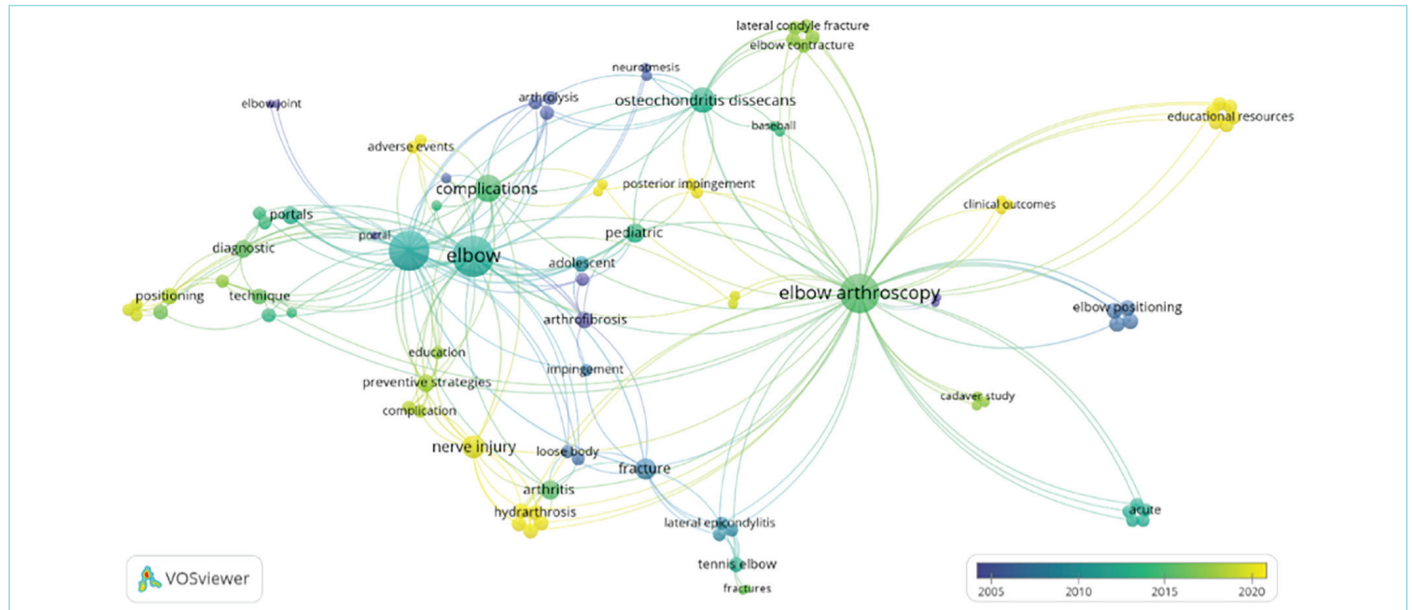 lateral condyle fracture
elbow contracture
neurotmesis
osteochondritis dissecans
arthrolysis
elbow joint
baseball
educational resources
adverse events
complications
posterior impingement
clinical outcomes
portals
portal
pediatric
diagnostic
elbow
adolescent
positioning
technique
elbow arthroscopy
elbow positioning
arthrofibrosis
education
impingement
preventive strategies
complication
cadaver study
nerve injury
loose body
fracture
arthritis
hydrarthrosis
lateral epicondylitis
acute
tennis elbow
fractures
VOSviewer
2005 2010 2015 2020